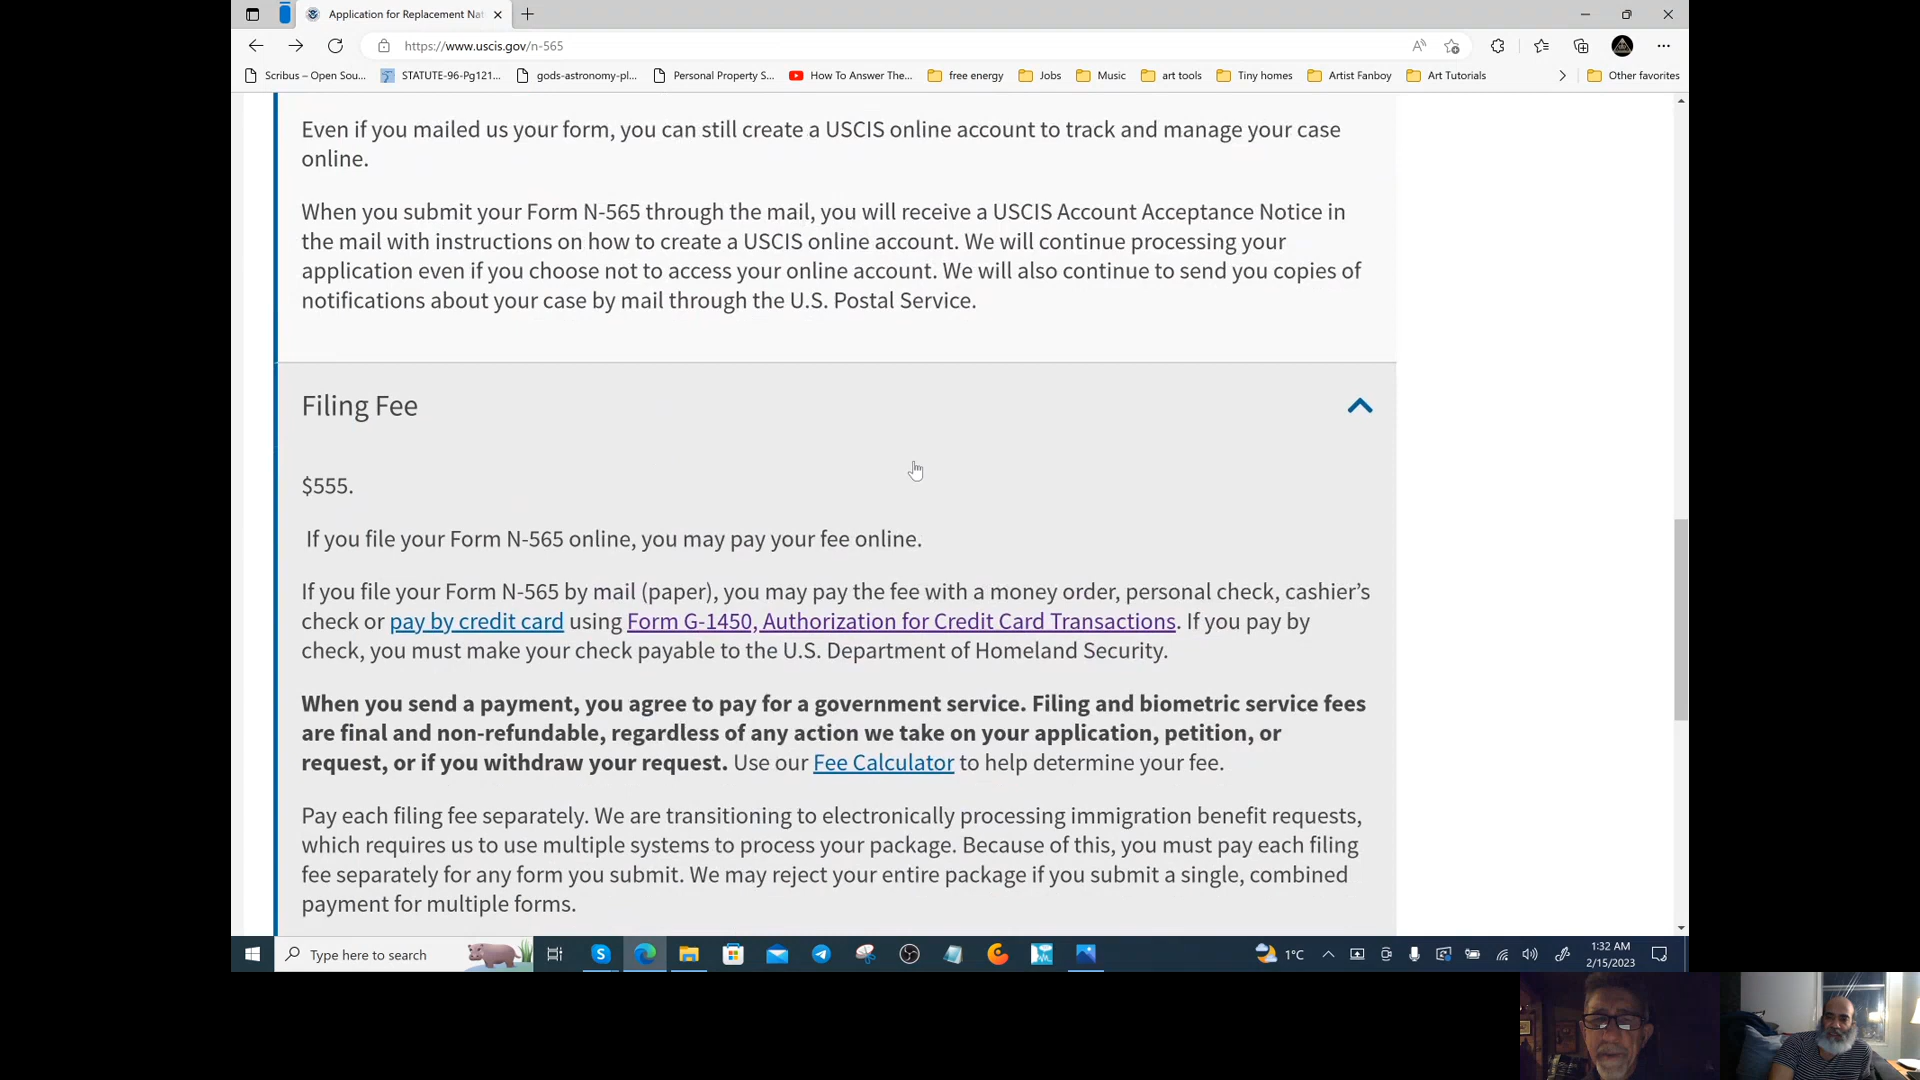 Application for Replacement Nat
https://www.uscis.gov/n-565
Scribus – Open Sou...
STATUTE-96-Pg121...
gods-astronomy-pl...
Personal Property S...
How To Answer The...
free energy
Jobs
Music
art tools
Tiny homes
Artist Fanboy
Art Tutorials
Other favorites
Even if you mailed us your form, you can still create a USCIS online account to track and manage your case
online.
When you submit your Form N-565 through the mail, you will receive a USCIS Account Acceptance Notice in
the mail with instructions on how to create a USCIS online account. We will continue processing your
application even if you choose not to access your online account. We will also continue to send you copies of
notifications about your case by mail through the U.S. Postal Service.
Filing Fee
$555.
If you file your Form N-565 online, you may pay your fee online.
If you file your Form N-565 by mail (paper), you may pay the fee with a money order, personal check, cashier’s
check or pay by credit card using Form G-1450, Authorization for Credit Card Transactions. If you pay by
check, you must make your check payable to the U.S. Department of Homeland Security.
When you send a payment, you agree to pay for a government service. Filing and biometric service fees
are final and non-refundable, regardless of any action we take on your application, petition, or
request, or if you withdraw your request. Use our Fee Calculator to help determine your fee.
Pay each filing fee separately. We are transitioning to electronically processing immigration benefit requests,
which requires us to use multiple systems to process your package. Because of this, you must pay each filing
fee separately for any form you submit. We may reject your entire package if you submit a single, combined
payment for multiple forms.
Type here to search
1°C
1:32 AM
2/15/2023